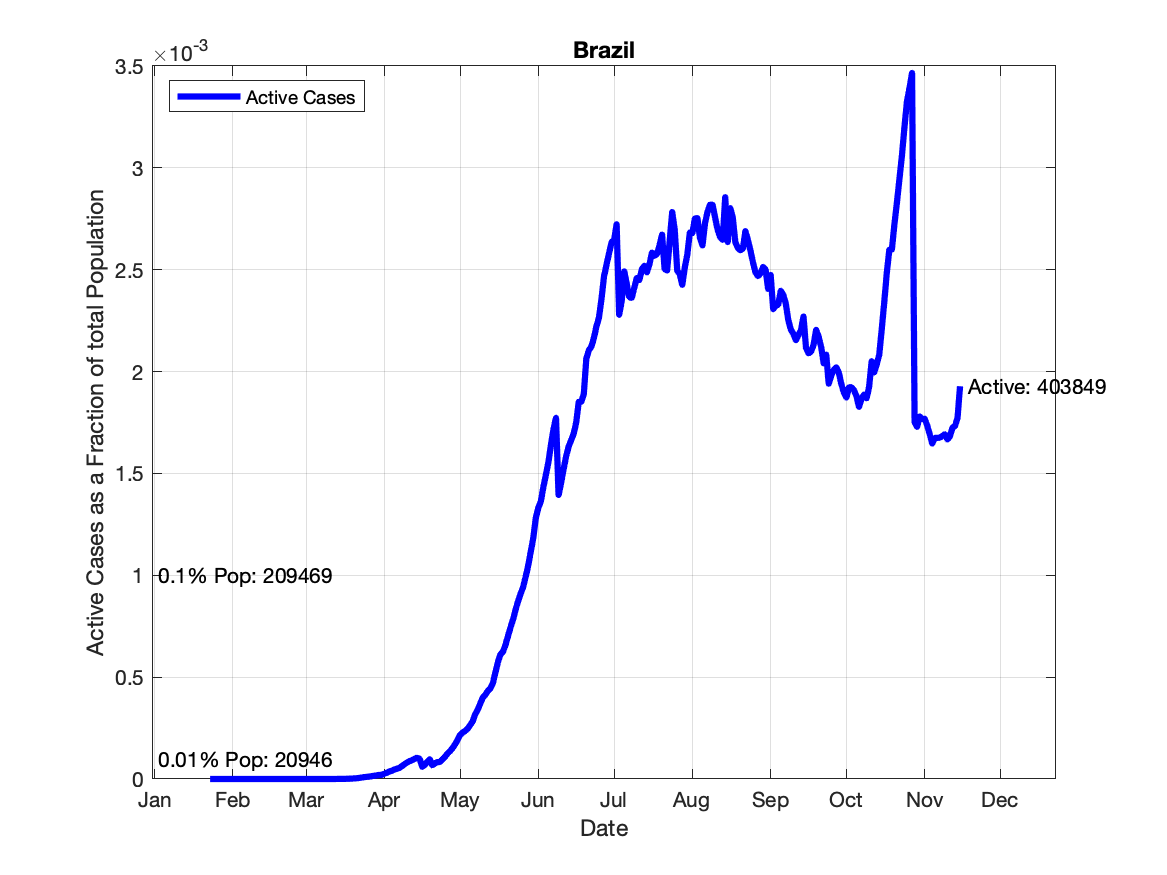 Brazil
×10-3
Active Cases
3.5
3
2.5
2
1.5
1
0.5
0
Active Cases as a Fraction of total Population
Active: 403849
0.1% Pop: 209469
0.01% Pop: 20946
Jan Feb Mar Apr May Jun Jul Aug Sep Oct Nov Dec
Date